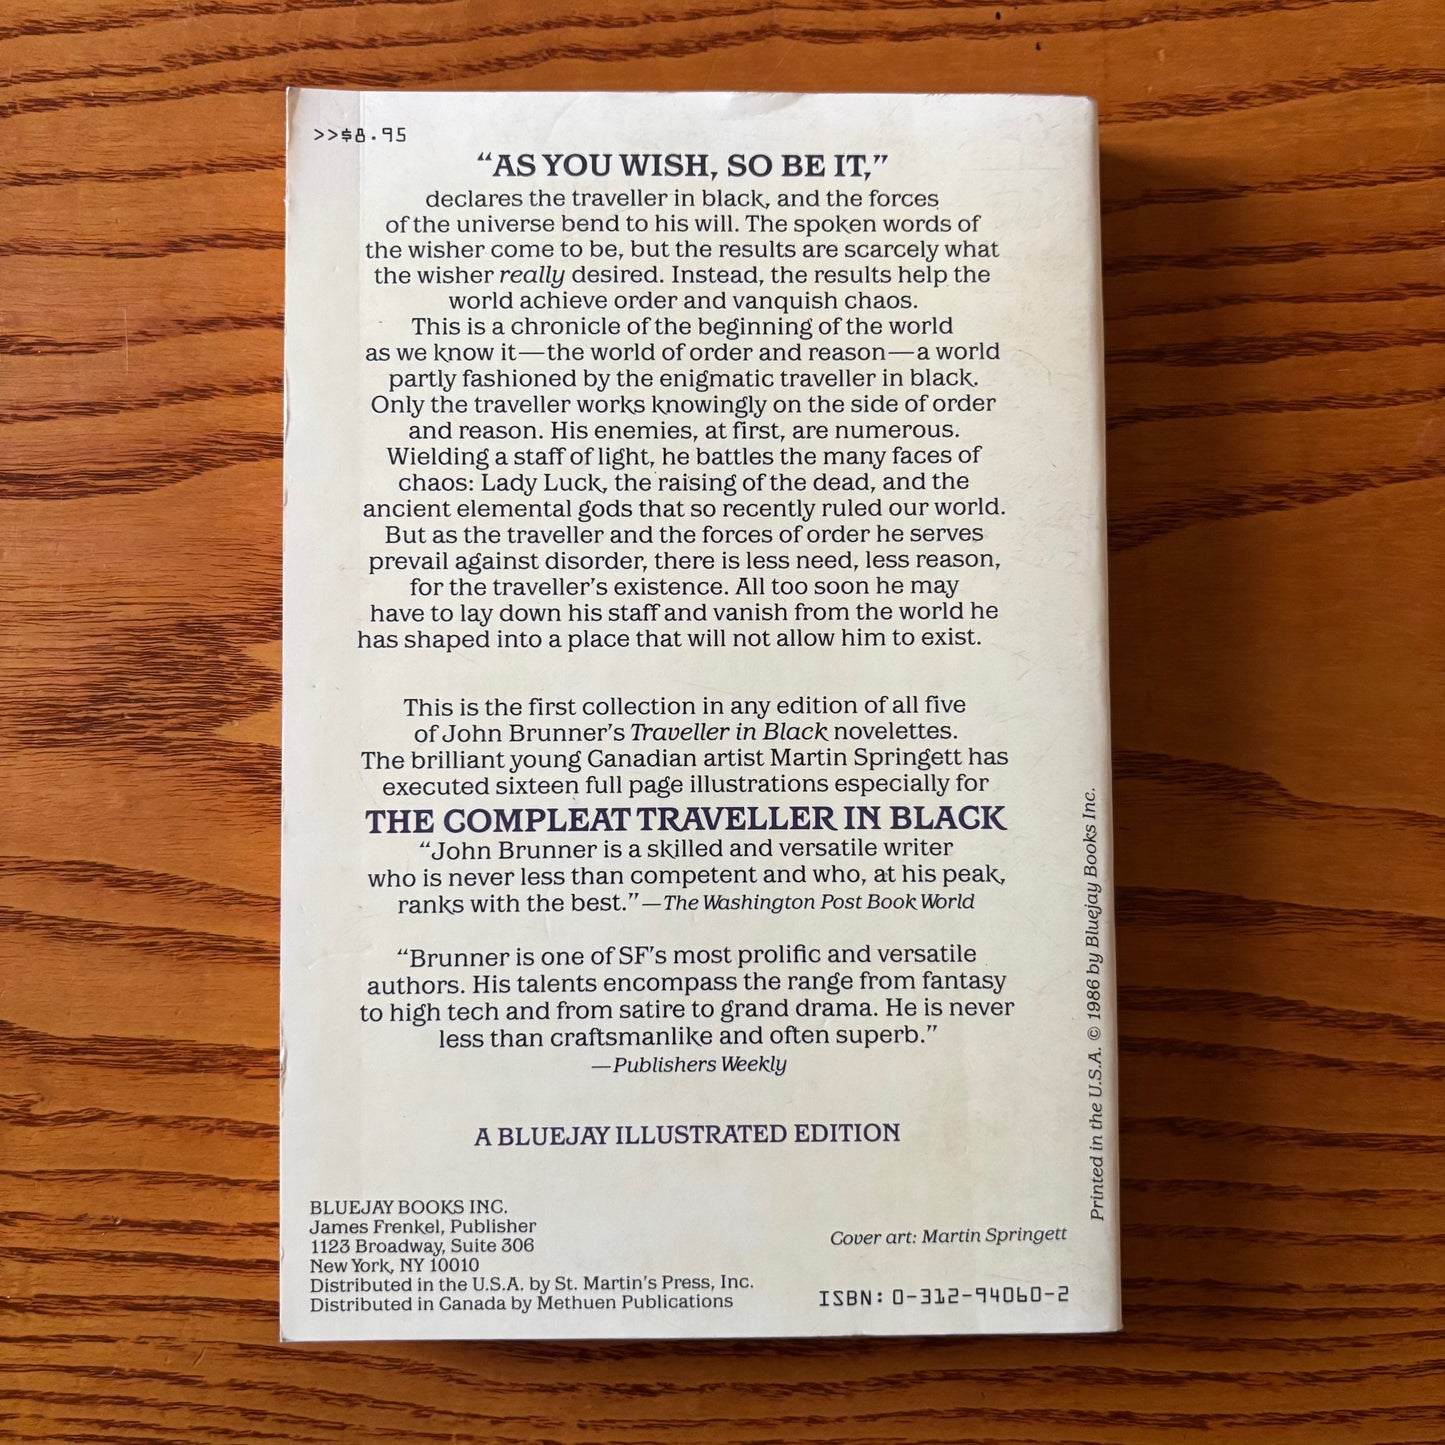 >>$8.95
“AS YOU WISH, SO BE IT,”
declares the traveller in black, and the forces
of the universe bend to his will. The spoken words of
the wisher come to be, but the results are scarcely what
the wisher really desired. Instead, the results help the
world achieve order and vanquish chaos.
This is a chronicle of the beginning of the world
as we know it—the world of order and reason—a world
partly fashioned by the enigmatic traveller in black.
Only the traveller works knowingly on the side of order
and reason. His enemies, at first, are numerous.
Wielding a staff of light, he battles the many faces of
chaos: Lady Luck, the raising of the dead, and the
ancient elemental gods that so recently ruled our world.
But as the traveller and the forces of order he serves
prevail against disorder, there is less need, less reason,
for the traveller’s existence. All too soon he may
have to lay down his staff and vanish from the world he
has shaped into a place that will not allow him to exist.
This is the first collection in any edition of all five
of John Brunner’s Traveller in Black novelettes.
The brilliant young Canadian artist Martin Springett has
executed sixteen full page illustrations especially for
THE COMPLEAT TRAVELLER IN BLACK
“John Brunner is a skilled and versatile writer
who is never less than competent and who, at his peak,
ranks with the best.”—The Washington Post Book World
“Brunner is one of SF’s most prolific and versatile
authors. His talents encompass the range from fantasy
to high tech and from satire to grand drama. He is never
less than craftsmanlike and often superb.”
—Publishers Weekly
A BLUEJAY ILLUSTRATED EDITION
BLUEJAY BOOKS INC.
James Frenkel, Publisher
1123 Broadway, Suite 306
New York, NY 10010
Distributed in the U.S.A. by St. Martin’s Press, Inc.
Distributed in Canada by Methuen Publications
Cover art: Martin Springett
ISBN: 0-312-94060-2
Printed in the U.S.A. © 1986 by Bluejay Books Inc.